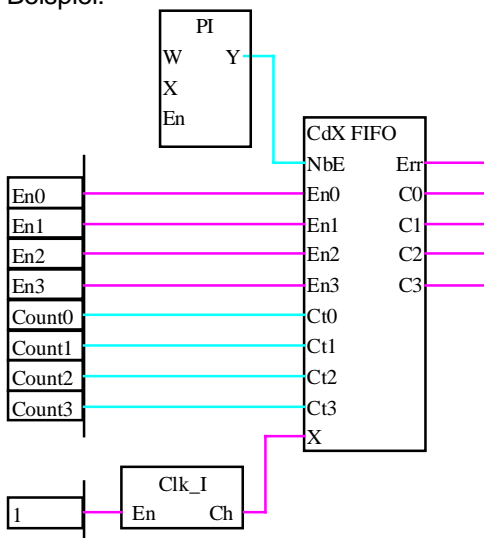 Beispiel:
PI
W Y
X
En
CdX FIFO
NbE Err
En0 En0 C0
En1 En1 C1
En2 En2 C2
En3 En3 C3
Count0 Ct0
Count1 Ct1
Count2 Ct2
Count3 Ct3
X
Clk_I
1 En Ch